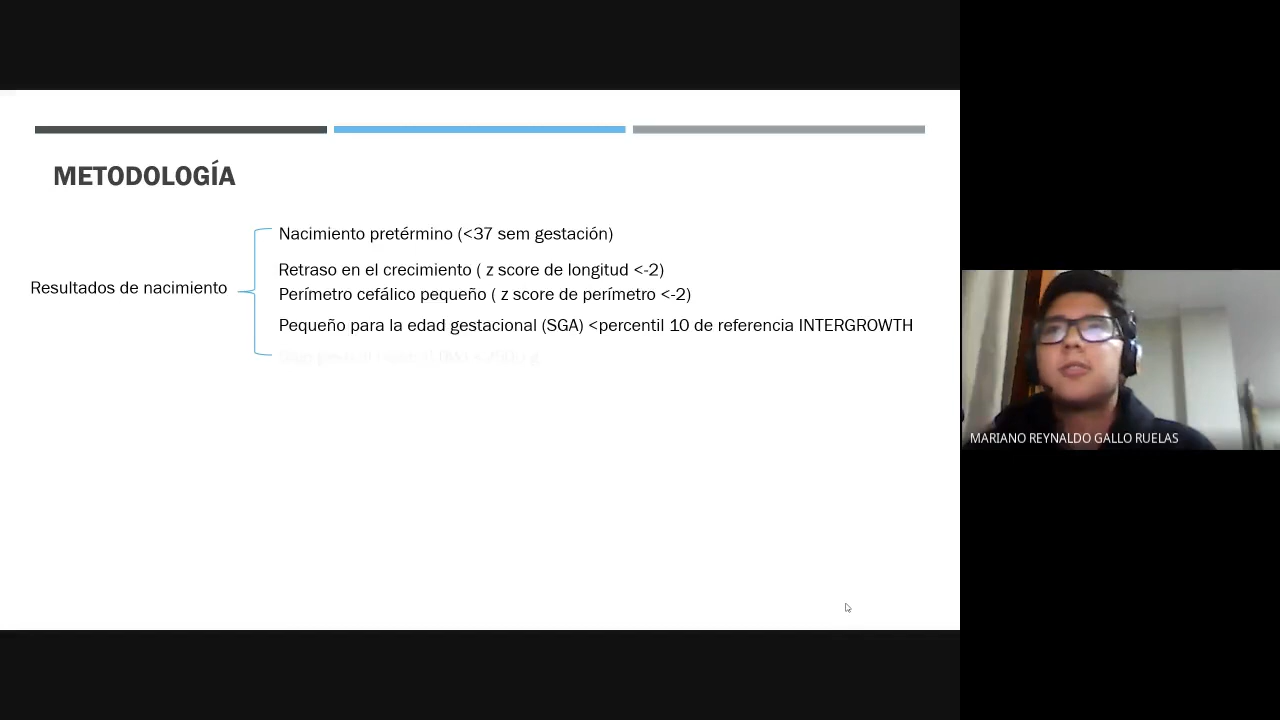 METODOLOGÍA
Nacimiento pretérmino (<37 sem gestación)
Retraso en el crecimiento ( z score de longitud <-2)
Resultados de nacimiento
Perímetro cefálico pequeño ( z score de perímetro <-2)
Pequeño para la edad gestacional (SGA) <percentil 10 de referencia INTERGROWTH
MARIANO REYNALDO GALLO RUELAS